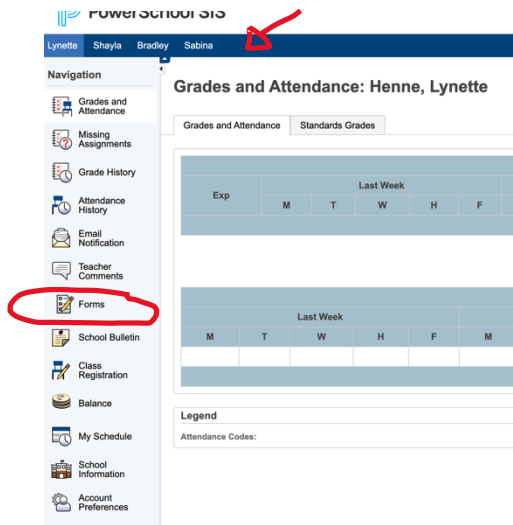 PowerSchool SIS
Lynette Shayla Bradley Sabina
Navigation
Grades and Attendance: Henne, Lynette
Grades and
Attendance
Grades and Attendance Standards Grades
Missing
Assignments
Grade History
Exp
Last Week
M T W H F
Attendance
History
Email
Notification
Teacher
Comments
Forms
Last Week
School Bulletin
M T W H F M
Class
Registration
Balance
Legend
My Schedule
Attendance Codes:
School
Information
Account
Preferences